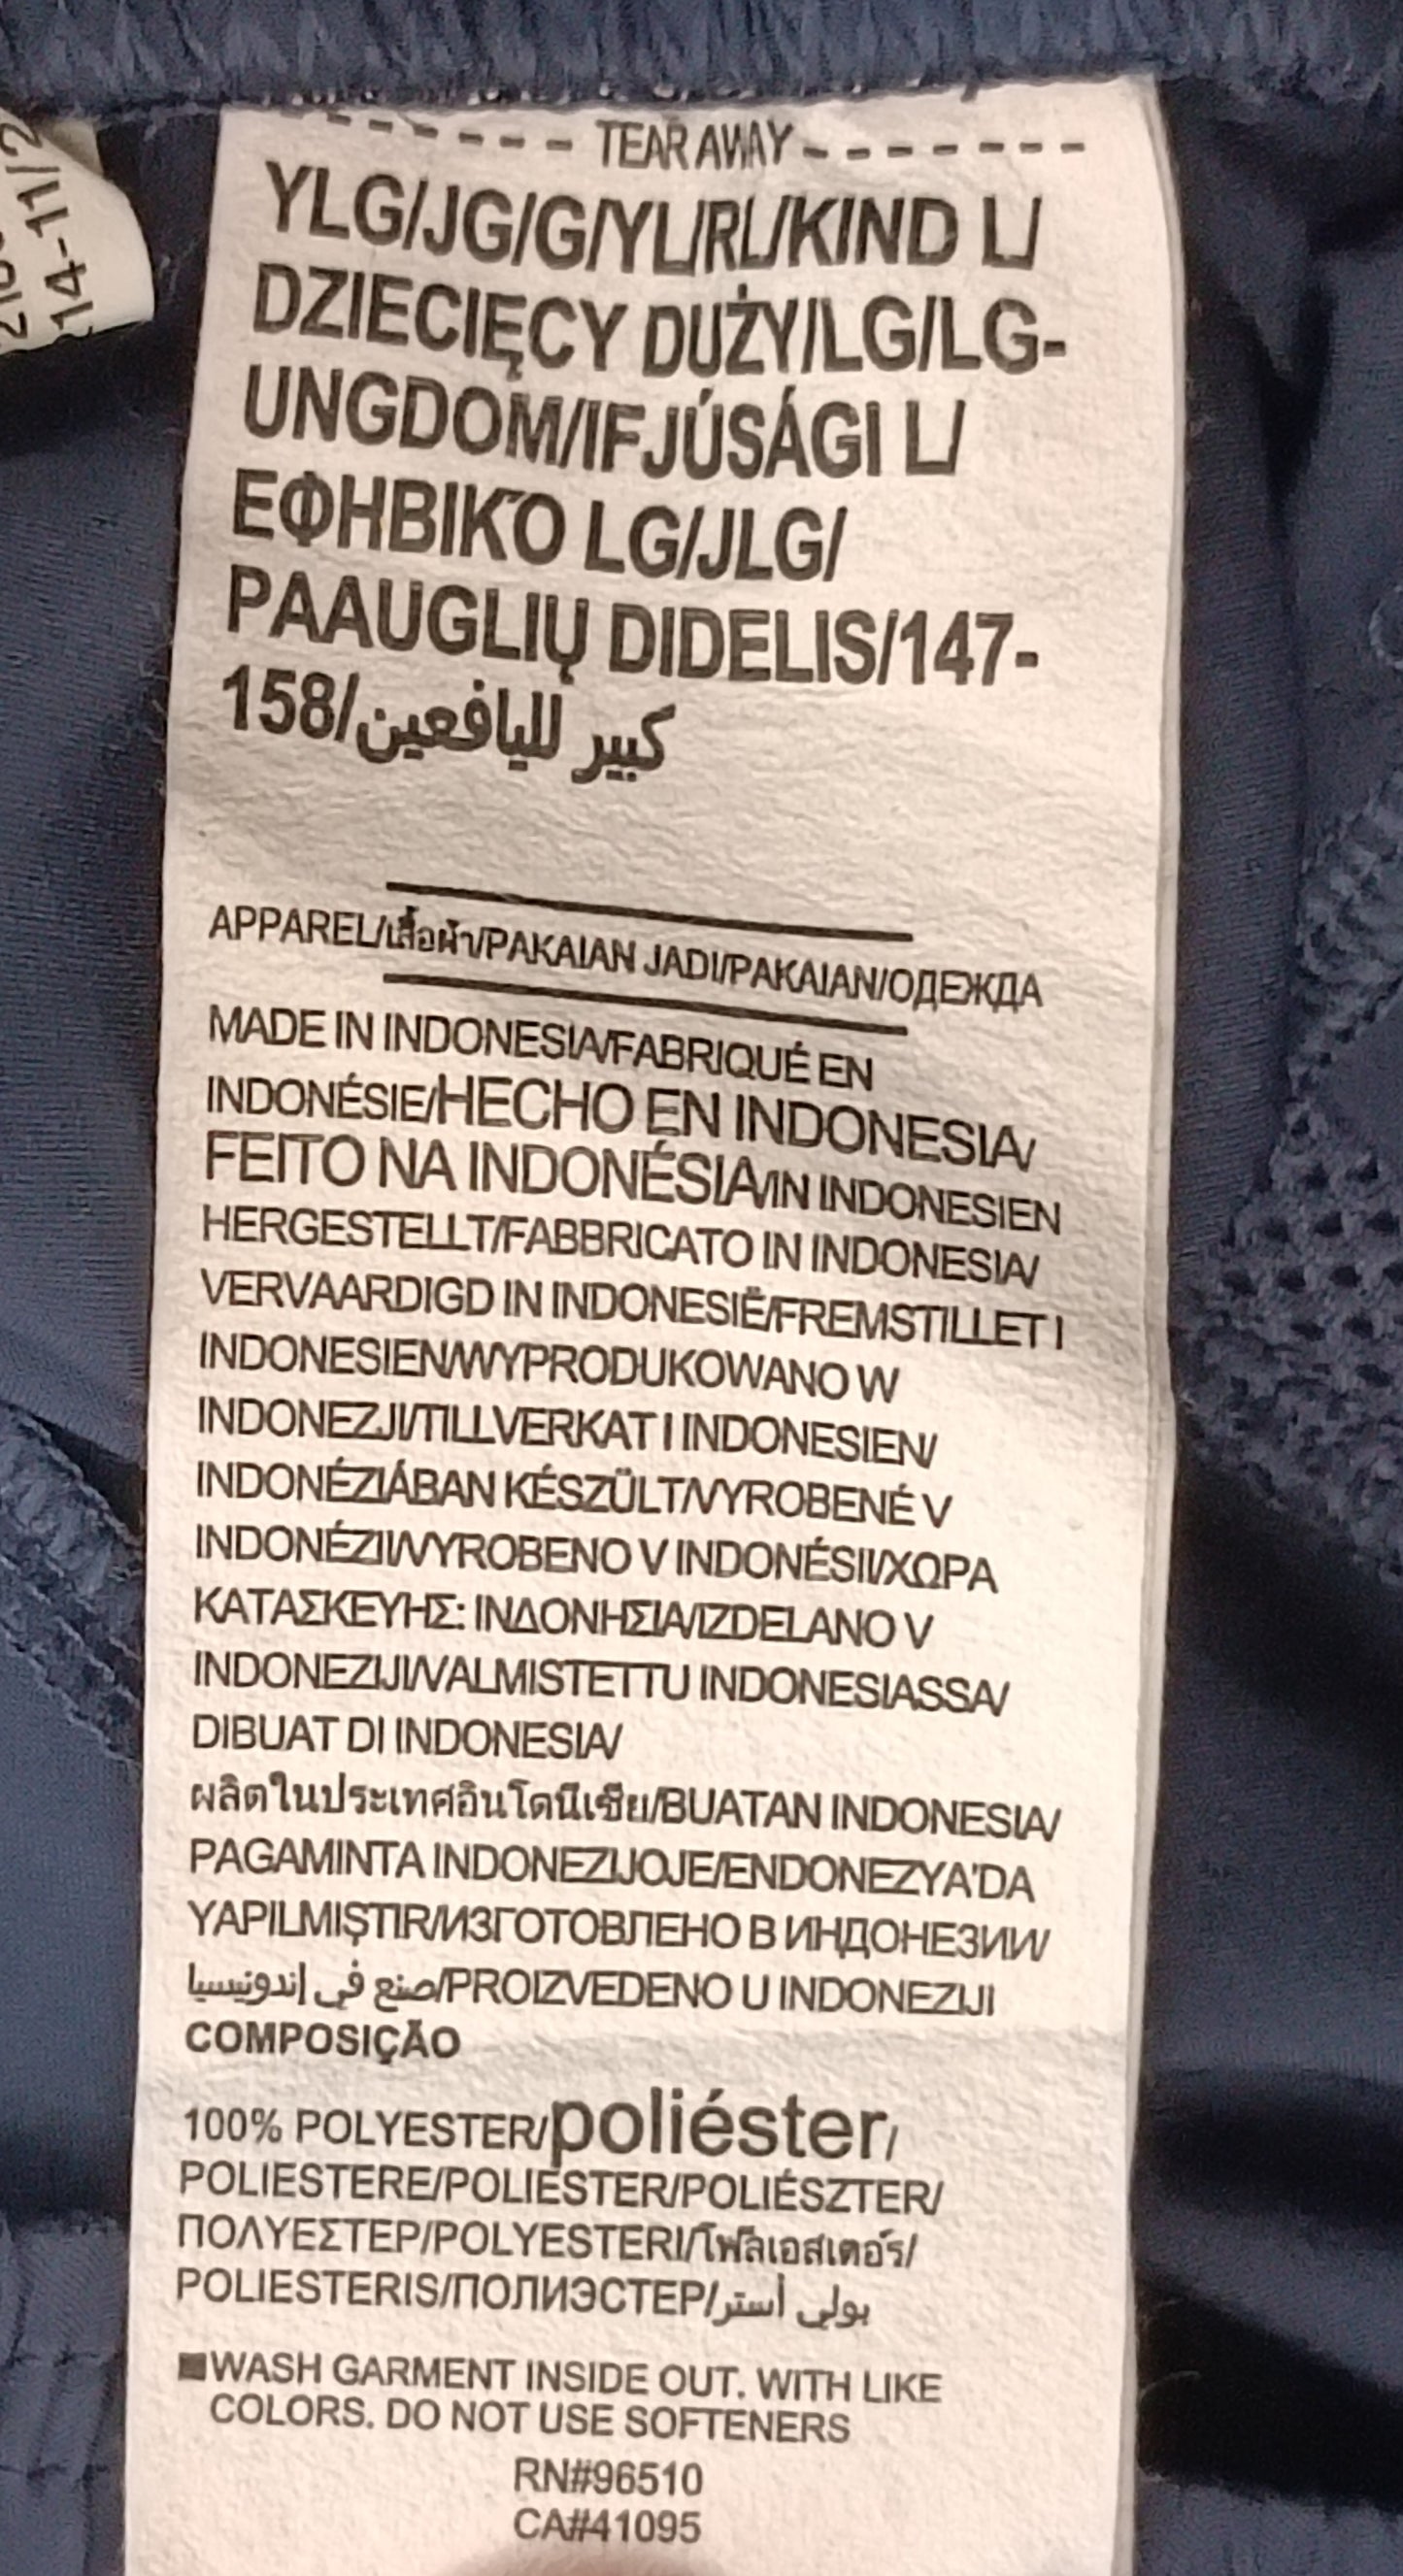 14-11/2
TEAR AWAY
YLG/JG/G/YL/RL/KIND L/
DZIECIĘCY DUŻY/LG/LG-
UNGDOM/IFJÚSÁGI L/
ΕΦΗΒΙΚΌ LG/JLG/
PAAUGLIŲ DIDELIS/147-
158/كبير لليافعين
APPAREL/เสื้อผ้า/PAKAIAN JADI/PAKAIAN/ОДЕЖДА
MADE IN INDONESIA/FABRIQUÉ EN
INDONÉSIE/HECHO EN INDONESIA/
FEITO NA INDONÉSIA/IN INDONESIEN
HERGESTELLT/FABBRICATO IN INDONESIA/
VERVAARDIGD IN INDONESIË/FREMSTILLET I
INDONESIEN/WYPRODUKOWANO W
INDONEZJI/TILLVERKAT I INDONESIEN/
INDONÉZIÁBAN KÉSZÜLT/VYROBENÉ V
INDONÉZII/VYROBENO V INDONÉSII/ΧΩΡΑ
ΚΑΤΑΣΚΕΥΗΣ: ΙΝΔΟΝΗΣΙΑ/IZDELANO V
INDONEZIJI/VALMISTETTU INDONESIASSA/
DIBUAT DI INDONESIA/
ผลิตในประเทศอินโดนีเซีย/BUATAN INDONESIA/
PAGAMINTA INDONEZIJOJE/ENDONEZYA'DA
YAPILMIŞTIR/ИЗГОТОВЛЕНО В ИНДОНЕЗИИ/
صنع في إندونيسيا/PROIZVEDENO U INDONEZIJI
COMPOSIÇÃO
100% POLYESTER/poliéster/
POLIESTERE/POLIESTER/POLIÉSZTER/
ΠΟΛΥΕΣΤΕΡ/POLYESTERI/โพลีเอสเตอร์/
POLIESTERIS/ПОЛИЭСТЕР/بولي أستر
■WASH GARMENT INSIDE OUT. WITH LIKE
COLORS. DO NOT USE SOFTENERS
RN#96510
CA#41095